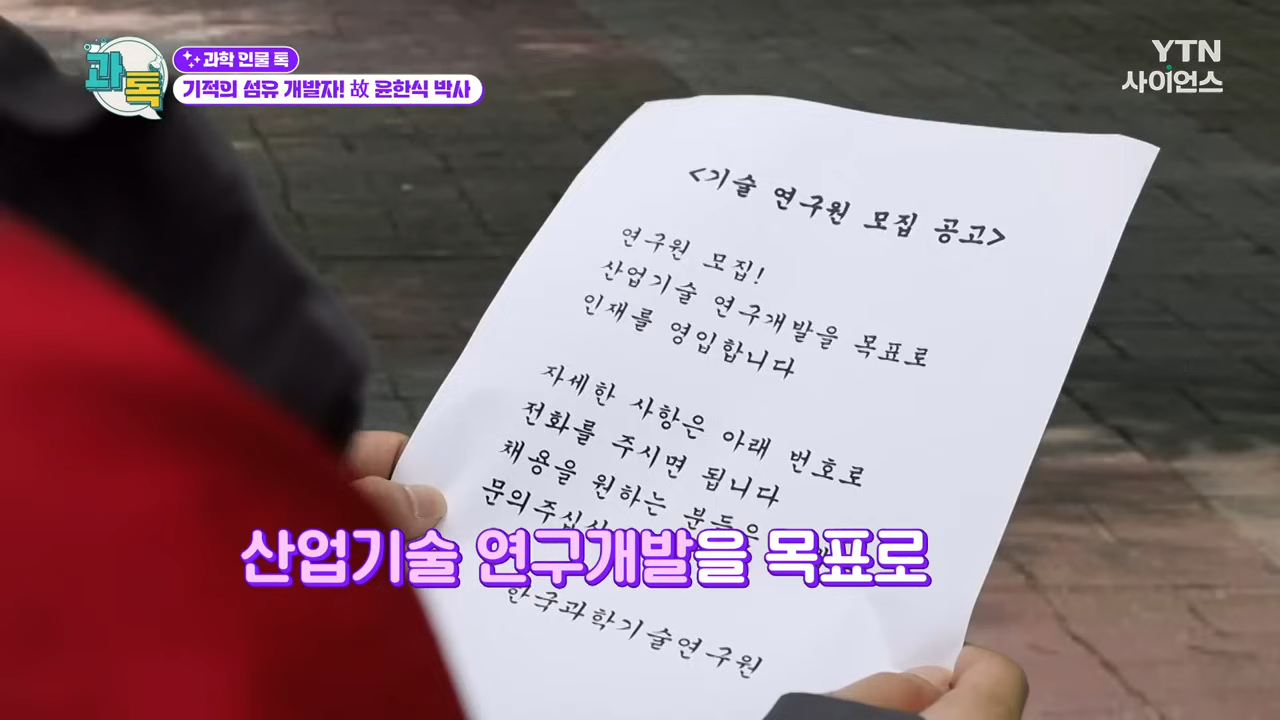 과톡
과학 인물 톡
기적의 섬유 개발자! 故 윤한식 박사
YTN
사이언스
<기술 연구원 모집 공고>
연구원 모집!
산업기술 연구개발을 목표로
인재를 영입합니다
자세한 사항은 아래 번호로
전화를 주시면 됩니다
채용을 원하는 분들은
문의주십시
산업기술 연구개발을 목표로
한국과학기술연구원